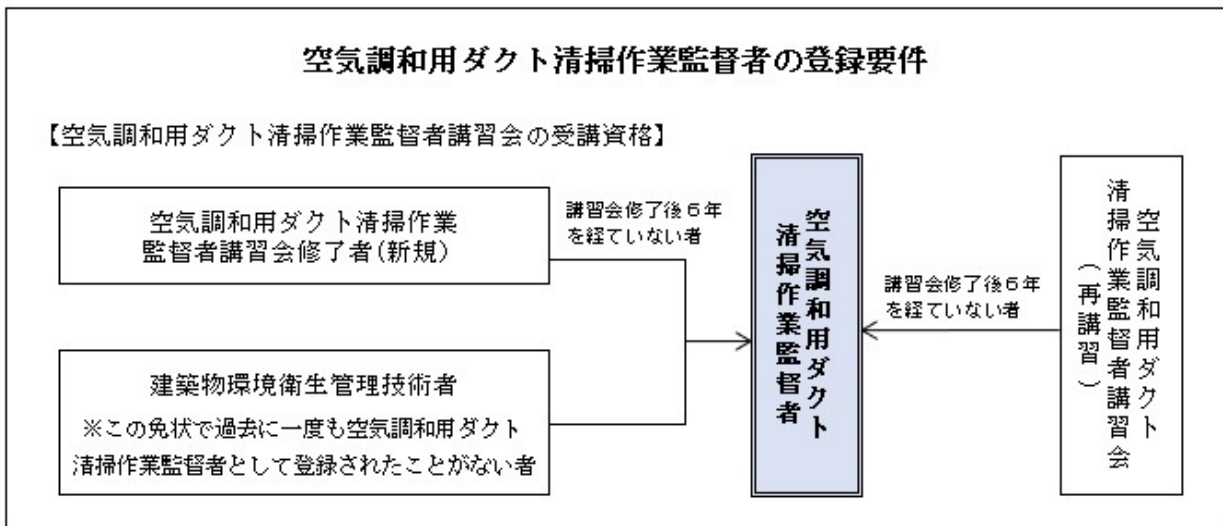 空気調和用ダクト清掃作業監督者の登録要件
【空気調和用ダクト清掃作業監督者講習会の受講資格】
空気調和用ダクト清掃作業
監督者講習会修了者(新規)
講習会修了後6年
を経ていない者
建築物環境衛生管理技術者
※この免状で過去に一度も空気調和用ダクト
清掃作業監督者として登録されたことがない者
空気調和用ダクト
清掃作業監督者
講習会修了後6年
を経ていない者
空気調和用ダクト
清掃作業監督者講習会
(再講習)